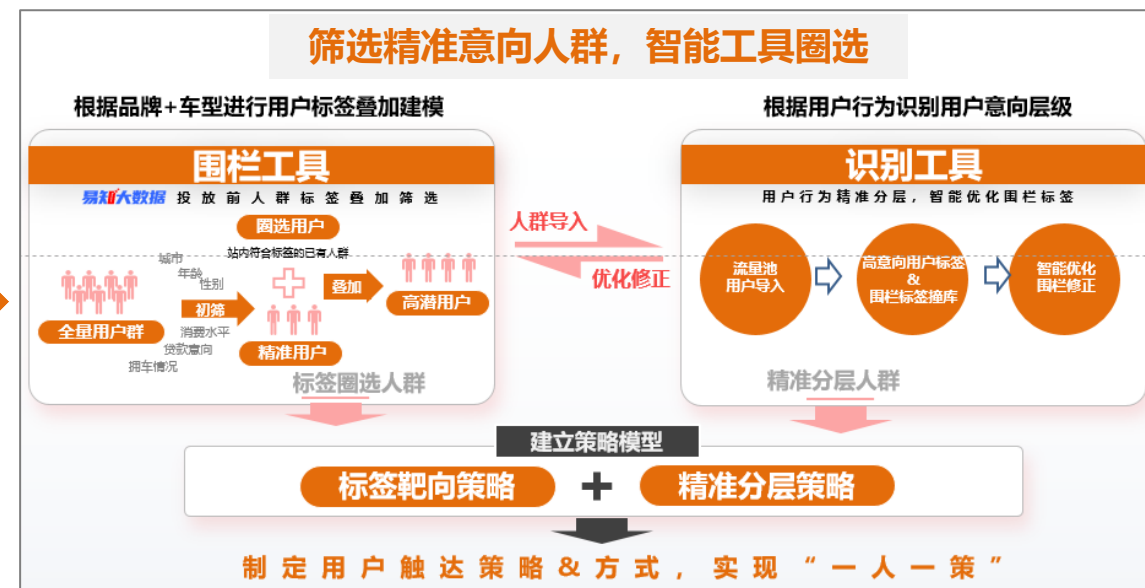 筛选精准意向人群，智能工具圈选
根据品牌+车型进行用户标签叠加建模
围栏工具
易知大数据 投放前人群标签叠加筛选
圈选用户
站内符合标签的已有人群
城市
年龄
性别
初筛
叠加
全量用户群
高潜用户
精准用户
消费水平
贷款意向
拥车情况
标签圈选人群
人群导入
优化修正
根据用户行为识别用户意向层级
识别工具
用户行为精准分层，智能优化围栏标签
流量池
用户导入
高意向用户标签
&
围栏标签撞库
智能优化
围栏修正
精准分层人群
建立策略模型
标签靶向策略 + 精准分层策略
制定用户触达策略&方式，实现“一人一策”